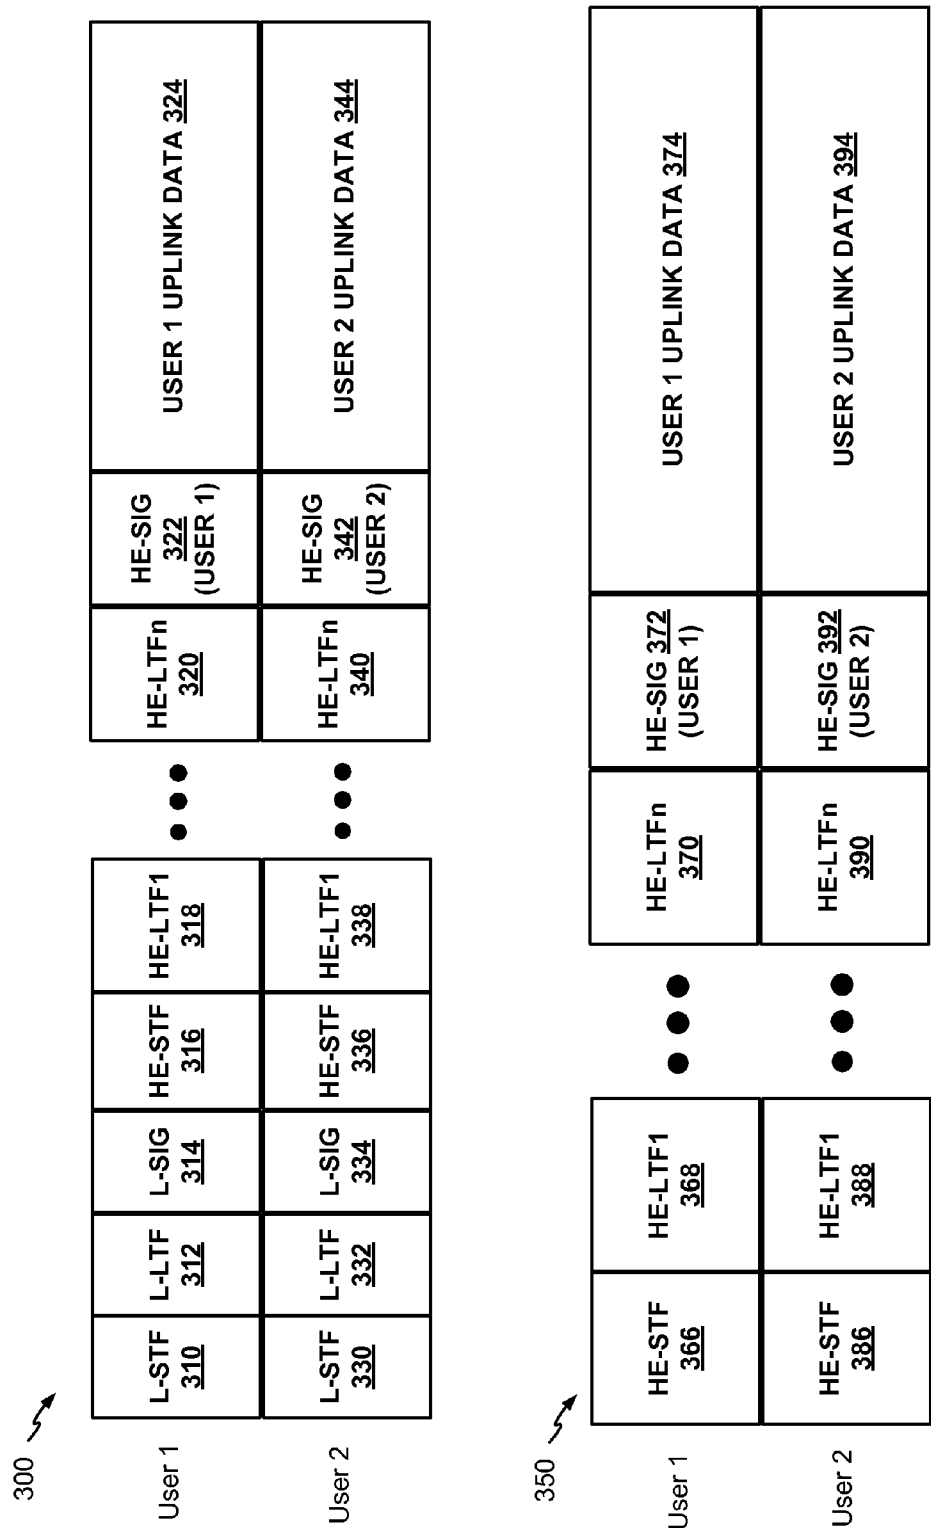 300
User 1
L-STF
310
L-LTF
312
L-SIG
314
HE-STF
316
HE-LTF1
318
HE-LTFn
320
HE-SIG
322
(USER 1)
USER 1 UPLINK DATA 324
User 2
L-STF
330
L-LTF
332
L-SIG
334
HE-STF
336
HE-LTF1
338
HE-LTFn
340
HE-SIG
342
(USER 2)
USER 2 UPLINK DATA 344
350
User 1
HE-STF
366
HE-LTF1
368
HE-LTFn
370
HE-SIG 372
(USER 1)
USER 1 UPLINK DATA 374
User 2
HE-STF
386
HE-LTF1
388
HE-LTFn
390
HE-SIG 392
(USER 2)
USER 2 UPLINK DATA 394